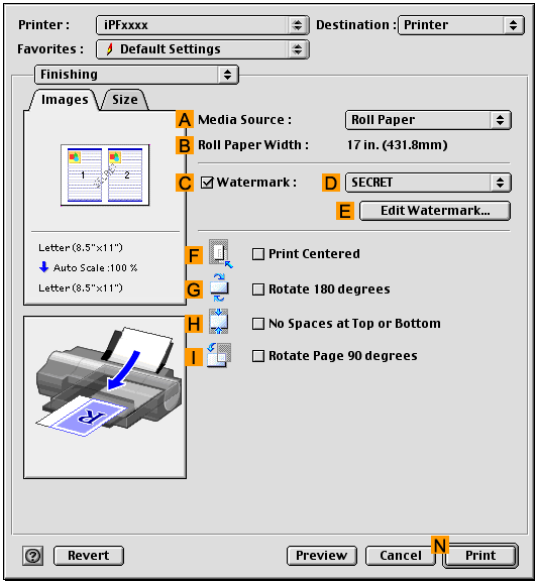 Printer : iPFxxxx Destination : Printer
Favorites : Default Settings
Finishing
Images Size
A Media Source : Roll Paper
B Roll Paper Width : 17 in. (431.8mm)
1 2
SECRET
C Watermark : D SECRET
E Edit Watermark...
Letter (8.5"x11")
Auto Scale :100 %
Letter (8.5"x11")
F Print Centered
G Rotate 180 degrees
H No Spaces at Top or Bottom
I Rotate Page 90 degrees
R
? Revert Preview Cancel N Print